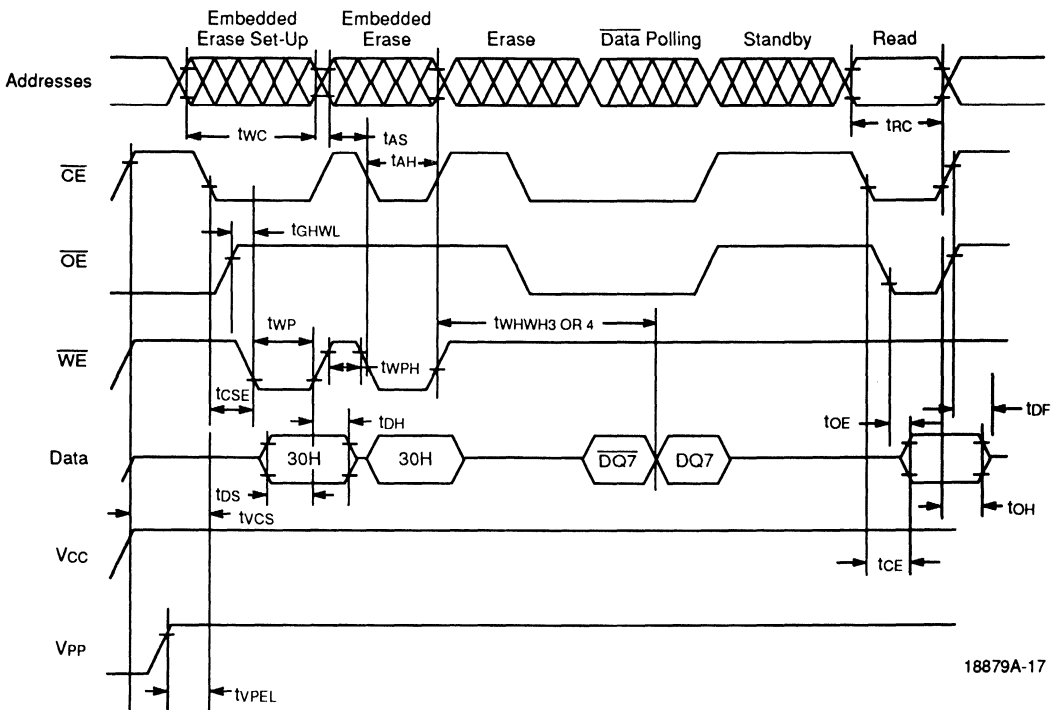 Embedded
Erase Set-Up
Embedded
Erase
Erase
Data Polling
Standby
Read
Addresses
tWC
tAS
tAH
tRC
CE
tGHWL
OE
tWP
tWHWH3 OR 4
WE
tWPH
tCSE
tDH
tOE
tDF
Data
30H
30H
DQ7
DQ7
tDS
tVCS
tOH
VCC
tCE
VPP
18879A-17
tVPEL